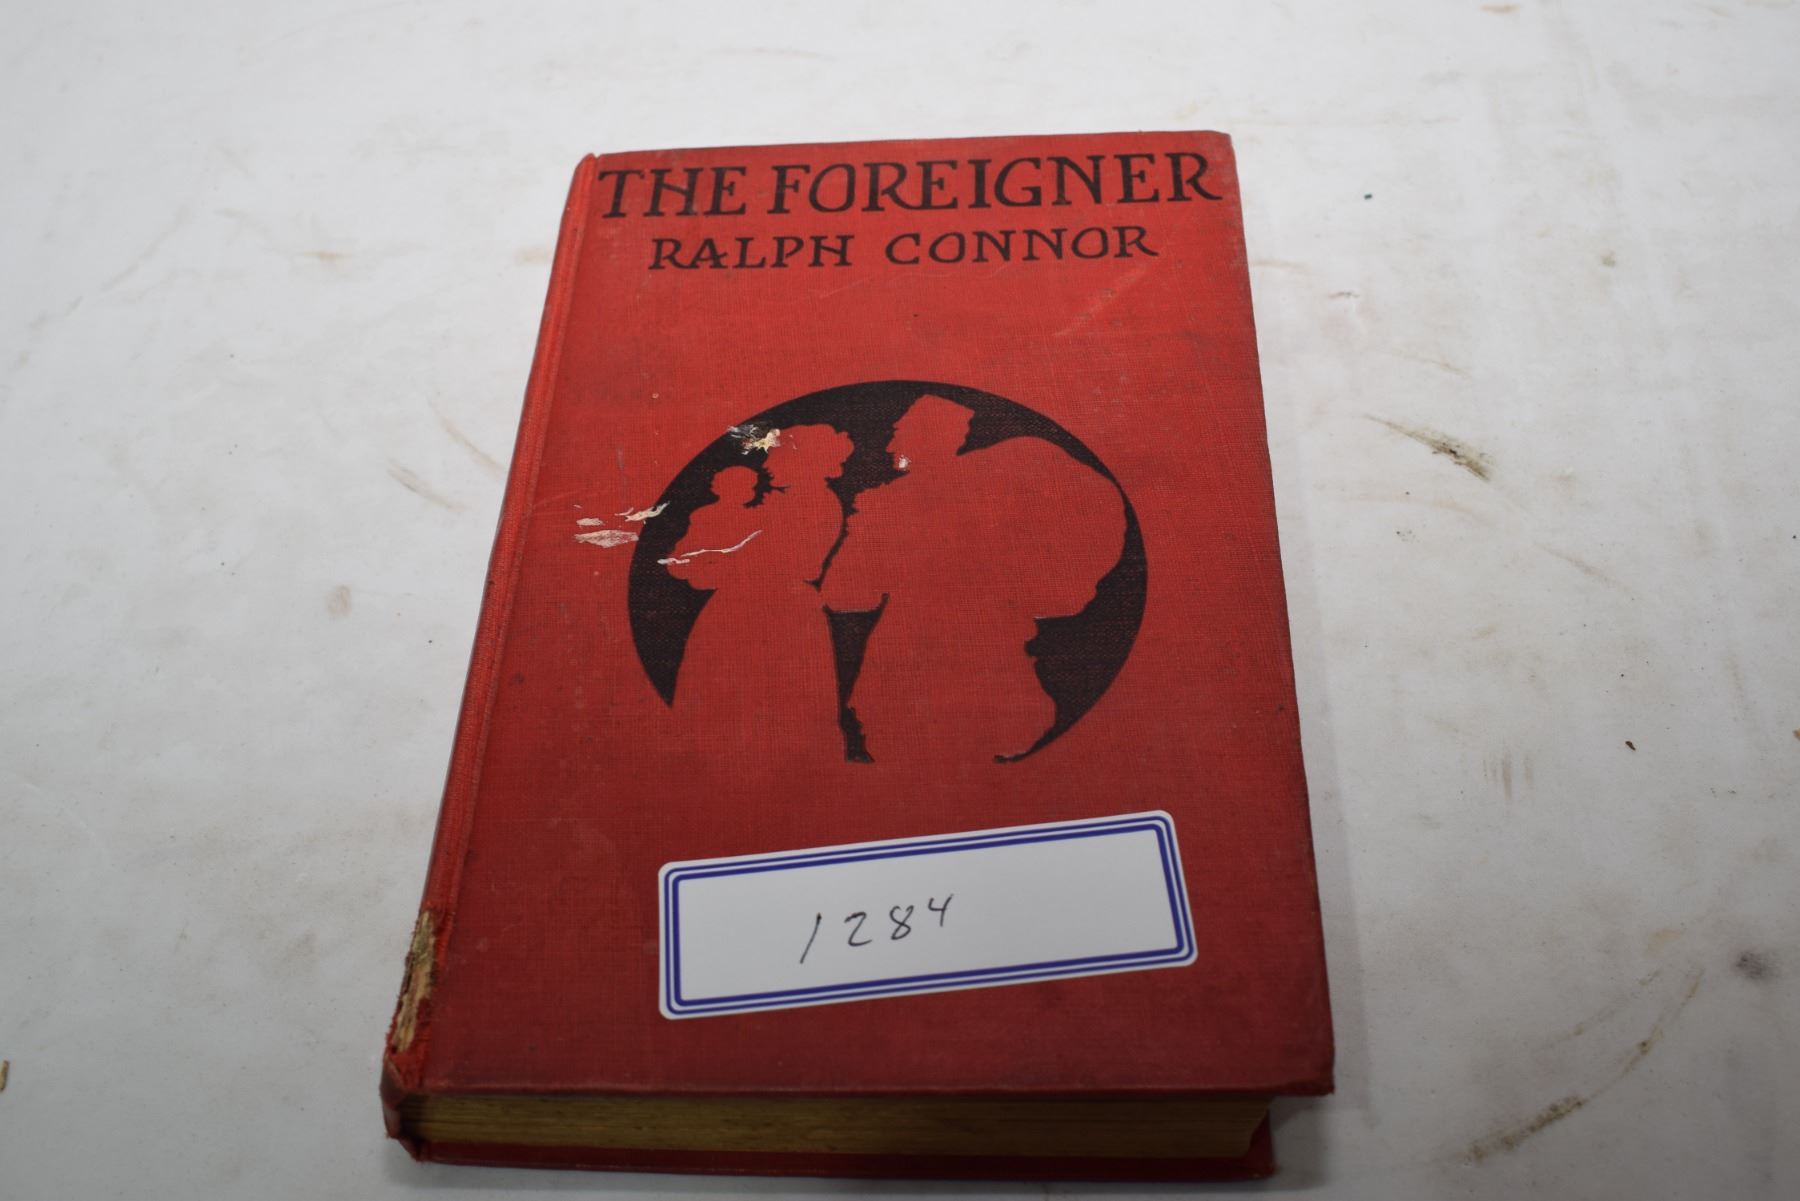 THE FOREIGNER
RALPH CONNOR
1284